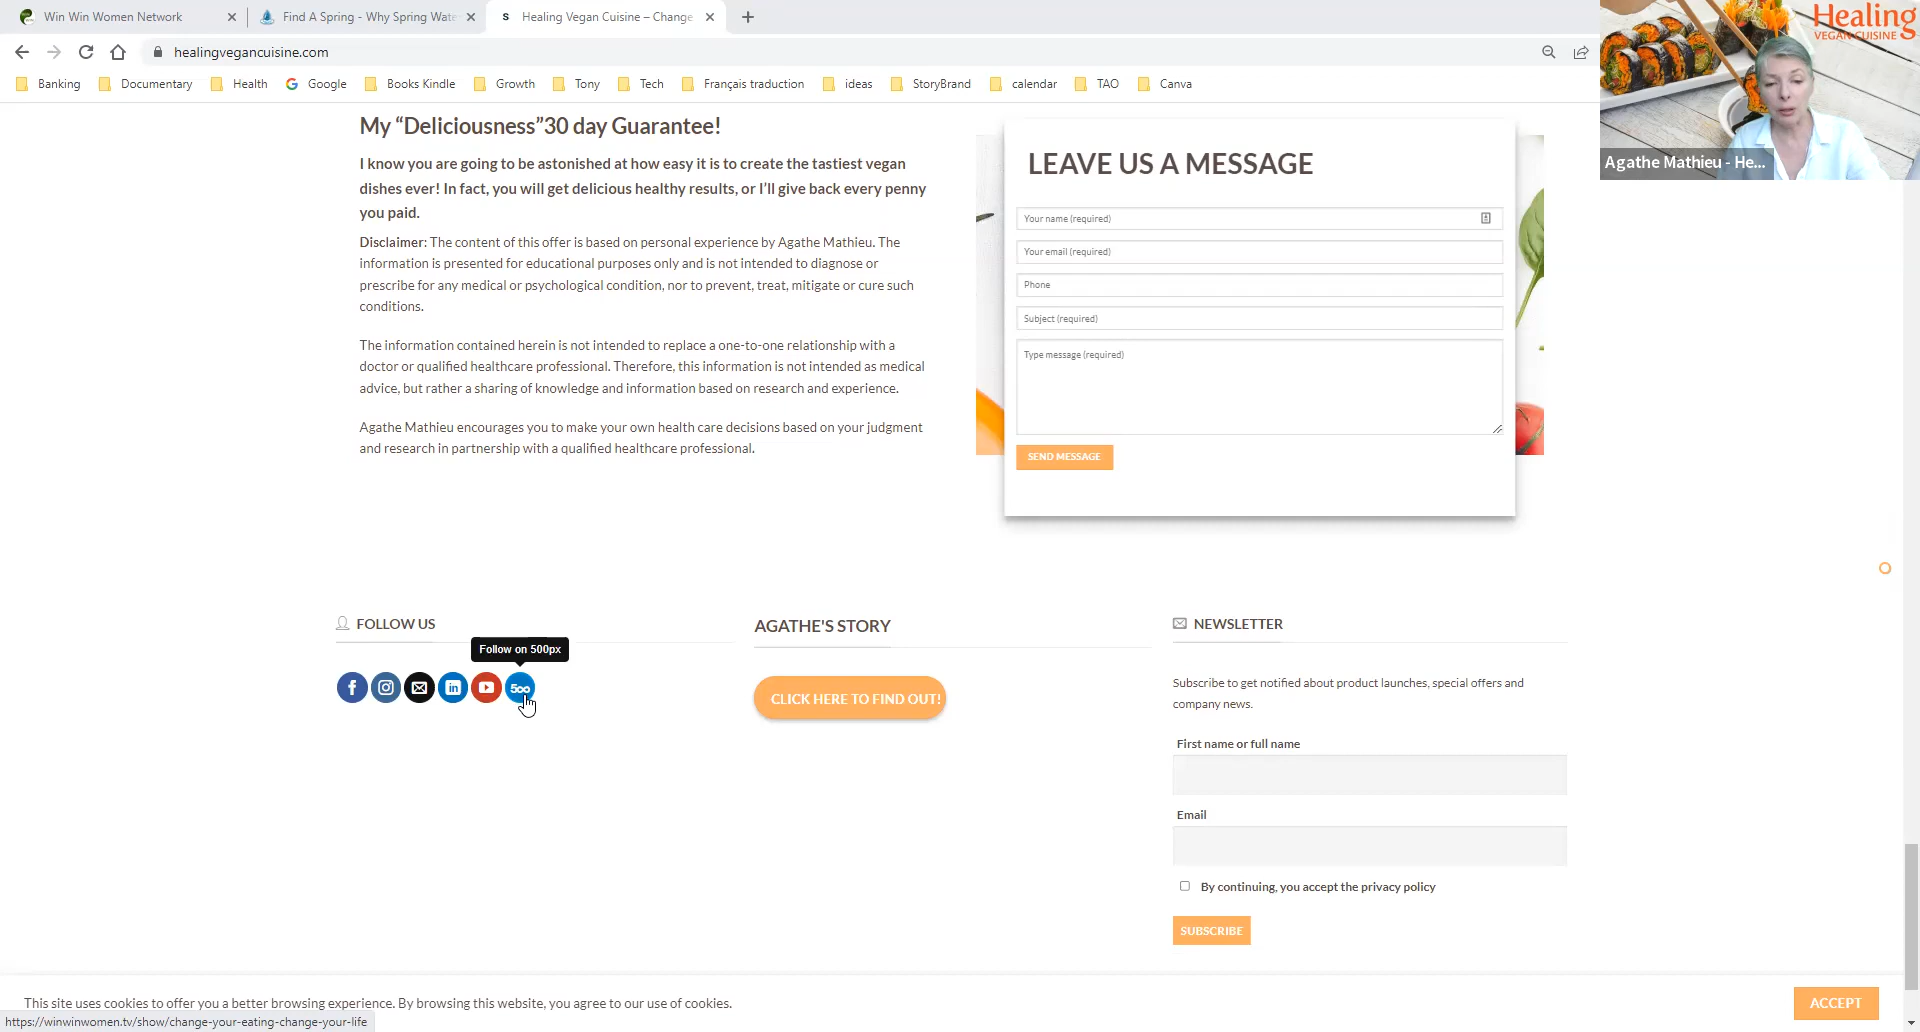 Win Win Women Network
Find A Spring - Why Spring Wate
S Healing Vegan Cuisine – Change
healingvegancuisine.com
Banking
Documentary
Health
Google
Books Kindle
Growth
Tony
Tech
Français traduction
ideas
StoryBrand
calendar
TAO
Canva
Healing
VEGAN CUISINE
Agathe Mathieu - He...
My “Deliciousness”30 day Guarantee!
I know you are going to be astonished at how easy it is to create the tastiest vegan
dishes ever! In fact, you will get delicious healthy results, or I’ll give back every penny
you paid.
Disclaimer: The content of this offer is based on personal experience by Agathe Mathieu. The
information is presented for educational purposes only and is not intended to diagnose or
prescribe for any medical or psychological condition, nor to prevent, treat, mitigate or cure such
conditions.
The information contained herein is not intended to replace a one-to-one relationship with a
doctor or qualified healthcare professional. Therefore, this information is not intended as medical
advice, but rather a sharing of knowledge and information based on research and experience.
Agathe Mathieu encourages you to make your own health care decisions based on your judgment
and research in partnership with a qualified healthcare professional.
LEAVE US A MESSAGE
Your name (required)
Your email (required)
Phone
Subject (required)
Type message (required)
SEND MESSAGE
FOLLOW US
Follow on 500px
500
AGATHE'S STORY
CLICK HERE TO FIND OUT!
NEWSLETTER
Subscribe to get notified about product launches, special offers and
company news.
First name or full name
Email
By continuing, you accept the privacy policy
SUBSCRIBE
This site uses cookies to offer you a better browsing experience. By browsing this website, you agree to our use of cookies.
ACCEPT
https://winwinwomen.tv/show/change-your-eating-change-your-life